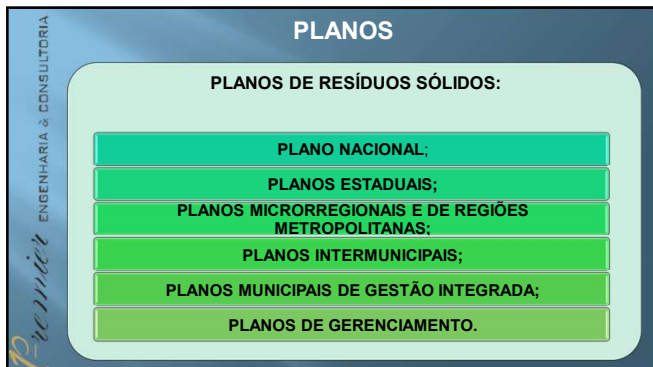 PLANOS
PLANOS DE RESÍDUOS SÓLIDOS:
PLANO NACIONAL;
PLANOS ESTADUAIS;
PLANOS MICRORREGIONAIS E DE REGIÕES
METROPOLITANAS;
PLANOS INTERMUNICIPAIS;
PLANOS MUNICIPAIS DE GESTÃO INTEGRADA;
PLANOS DE GERENCIAMENTO.
Premier ENGENHARIA & CONSULTORIA